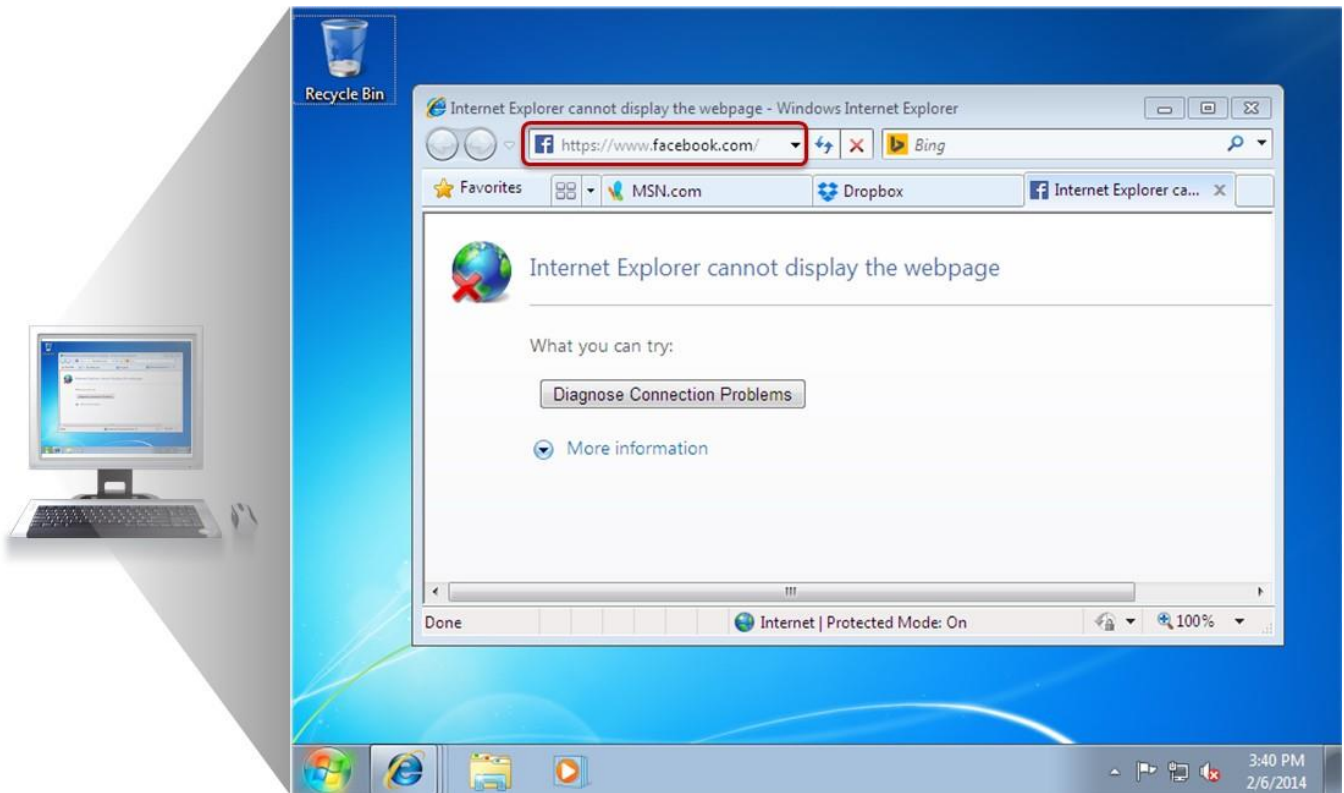 Recycle Bin
Internet Explorer cannot display the webpage - Windows Internet Explorer
https://www.facebook.com/
Bing
Favorites
MSN.com
Dropbox
Internet Explorer ca...
Internet Explorer cannot display the webpage
What you can try:
Diagnose Connection Problems
More information
Done
Internet | Protected Mode: On
100%
3:40 PM
2/6/2014